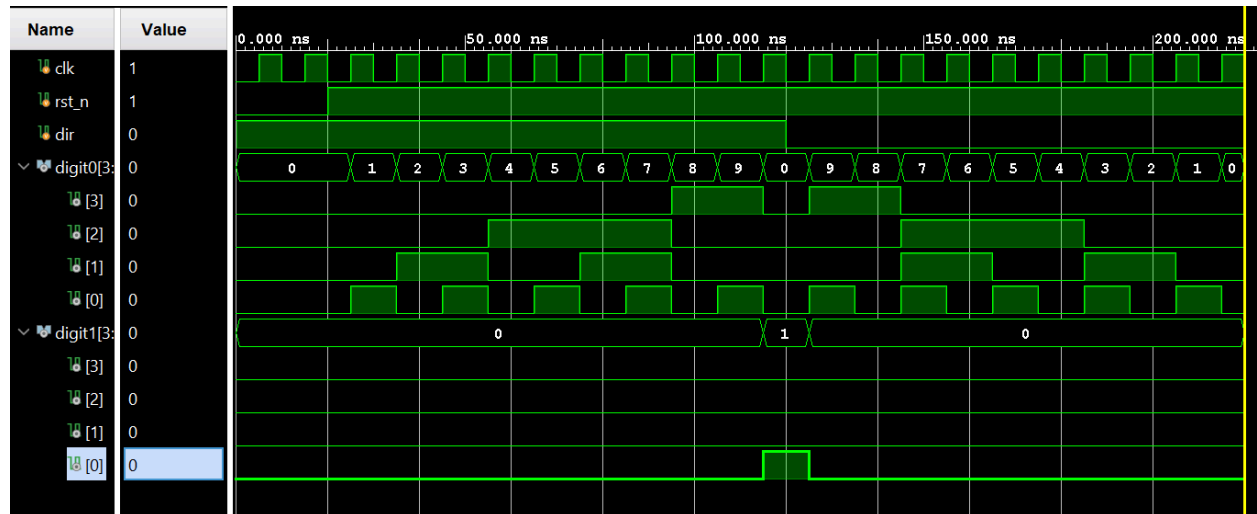 Name Value 0.000 ns 50.000 ns 100.000 ns 150.000 ns 200.000 ns
clk 1
rst_n 1
dir 0
digit0[3: 0 0 1 2 3 4 5 6 7 8 9 0 9 8 7 6 5 4 3 2 1 0
[3] 0
[2] 0
[1] 0
[0] 0
digit1[3: 0 0 1 0
[3] 0
[2] 0
[1] 0
[0] 0